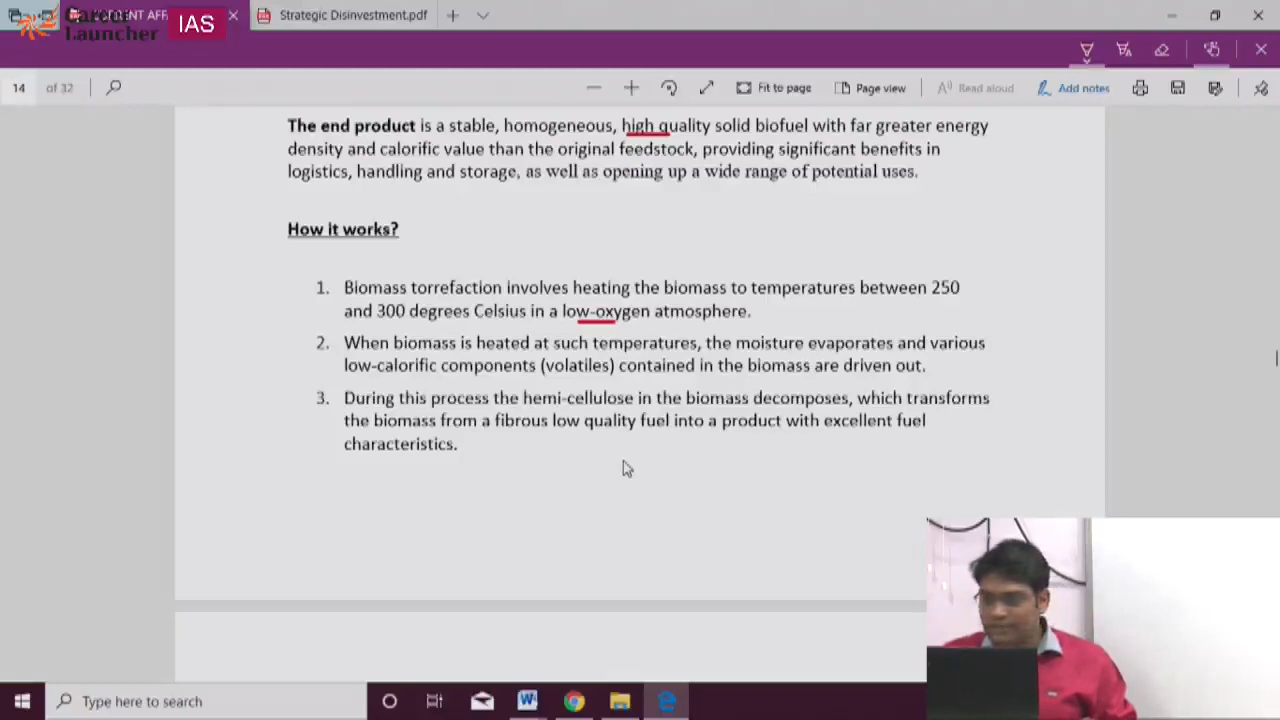 Career
Launcher
IAS
RRENT AFF
Strategic Disinvestment.pdf
14 of 32
Fit to page
Page view
Read aloud
Add notes
The end product is a stable, homogeneous, high quality solid biofuel with far greater energy
density and calorific value than the original feedstock, providing significant benefits in
logistics, handling and storage, as well as opening up a wide range of potential uses.
How it works?
1. Biomass torrefaction involves heating the biomass to temperatures between 250
and 300 degrees Celsius in a low-oxygen atmosphere.
2. When biomass is heated at such temperatures, the moisture evaporates and various
low-calorific components (volatiles) contained in the biomass are driven out.
3. During this process the hemi-cellulose in the biomass decomposes, which transforms
the biomass from a fibrous low quality fuel into a product with excellent fuel
characteristics.
Type here to search